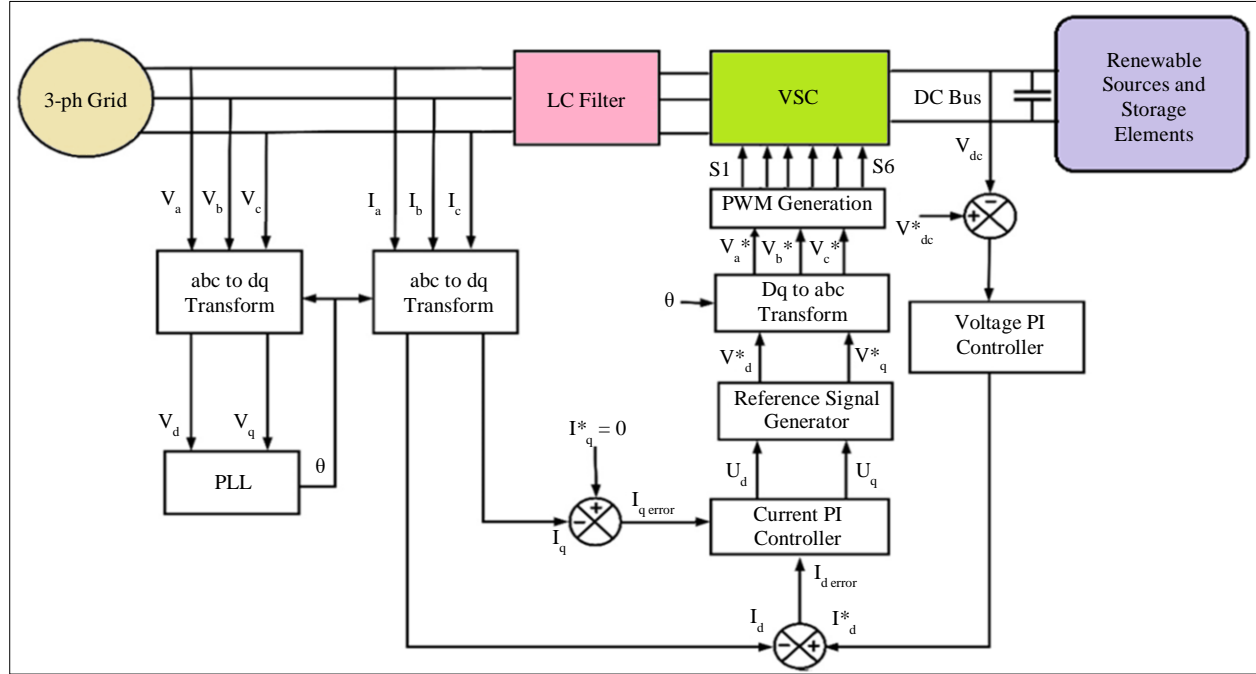 3-ph Grid
LC Filter
VSC
DC Bus
Renewable
Sources and
Storage
Elements
V_a
V_b
V_c
I_a
I_b
I_c
S1
S6
V_dc
PWM Generation
V*_dc
V_a*
V_b*
V_c*
abc to dq
Transform
abc to dq
Transform
θ
Dq to abc
Transform
Voltage PI
Controller
V*_d
V*_q
Reference Signal
Generator
V_d
V_q
I*_q = 0
PLL
θ
U_d
U_q
I_q error
I_q
Current PI
Controller
I_d error
I_d
I*_d